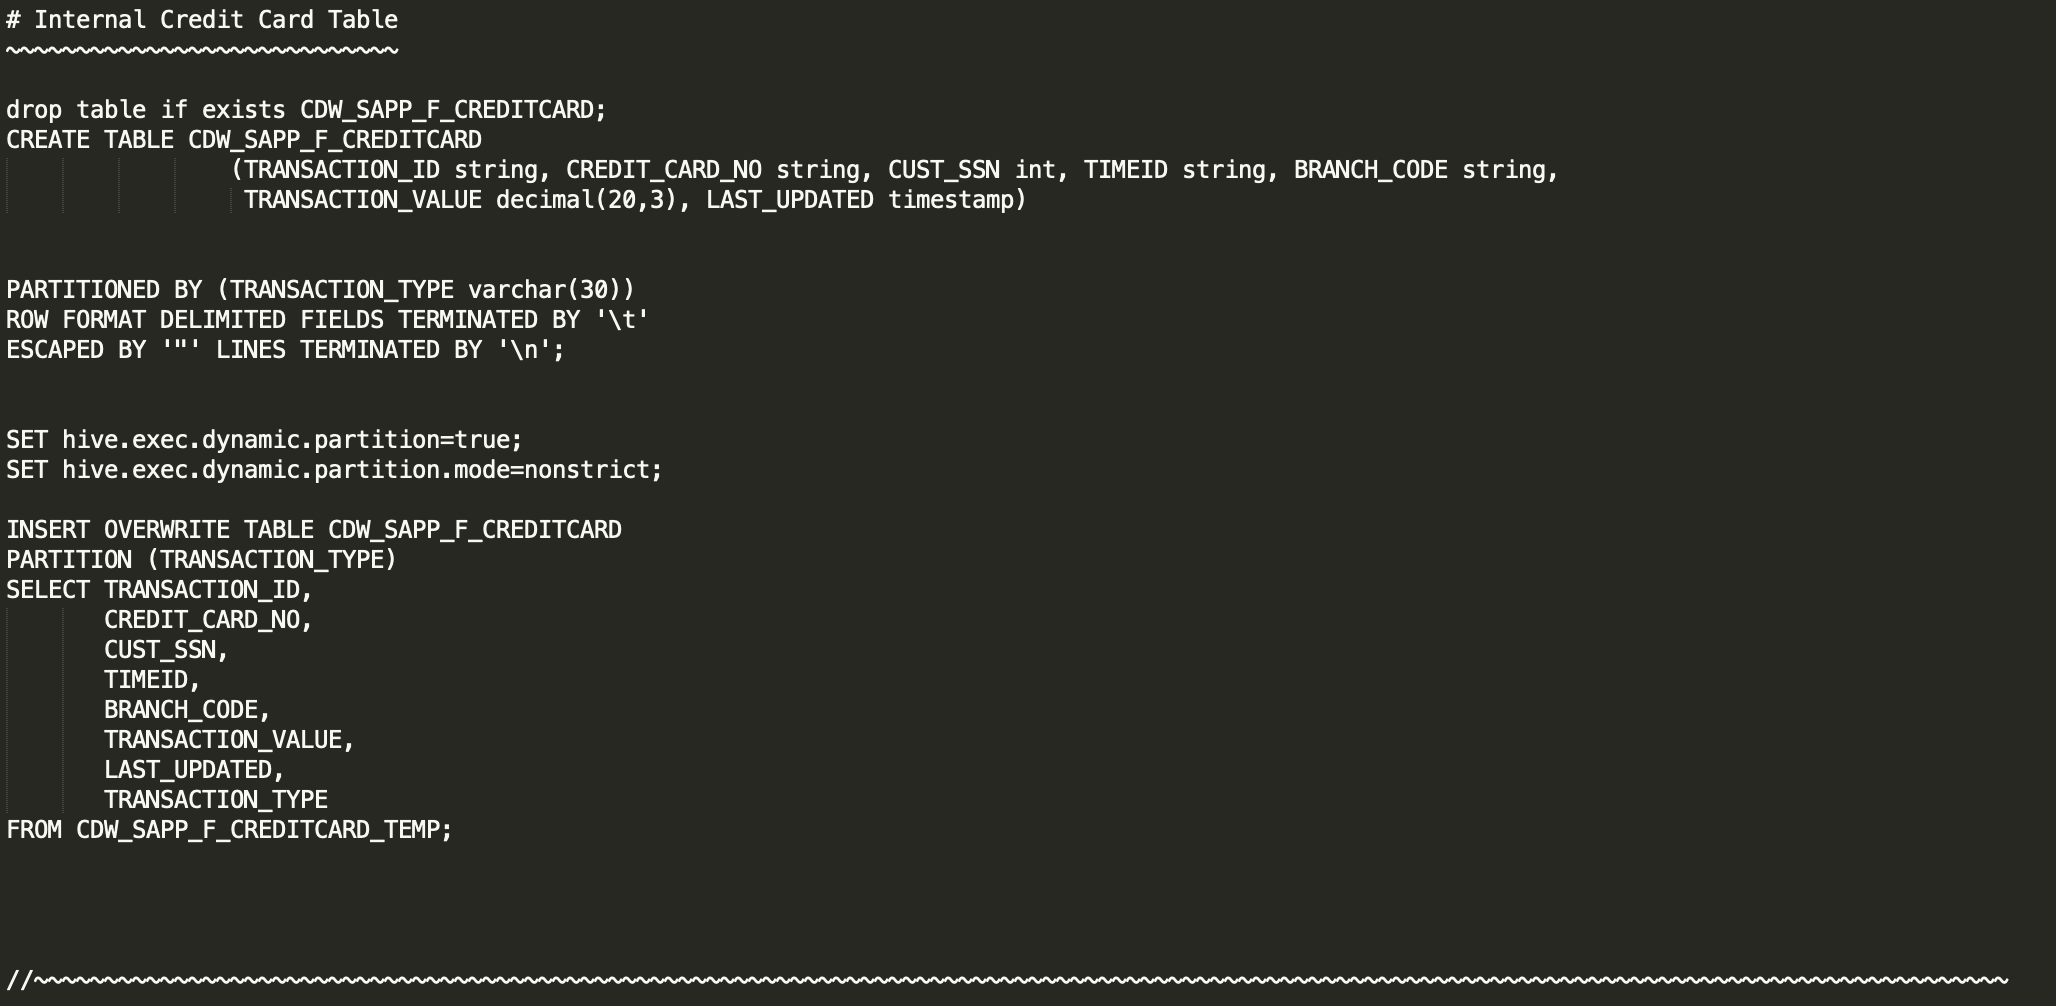 # Internal Credit Card Table
~~~~~~~~~~~~~~~~~~~~~~~~~~~~
drop table if exists CDW_SAPP_F_CREDITCARD;
CREATE TABLE CDW_SAPP_F_CREDITCARD
(TRANSACTION_ID string, CREDIT_CARD_NO string, CUST_SSN int, TIMEID string, BRANCH_CODE string,
TRANSACTION_VALUE decimal(20,3), LAST_UPDATED timestamp)
PARTITIONED BY (TRANSACTION_TYPE varchar(30))
ROW FORMAT DELIMITED FIELDS TERMINATED BY '\t'
ESCAPED BY '"' LINES TERMINATED BY '\n';
SET hive.exec.dynamic.partition=true;
SET hive.exec.dynamic.partition.mode=nonstrict;
INSERT OVERWRITE TABLE CDW_SAPP_F_CREDITCARD
PARTITION (TRANSACTION_TYPE)
SELECT TRANSACTION_ID,
CREDIT_CARD_NO,
CUST_SSN,
TIMEID,
BRANCH_CODE,
TRANSACTION_VALUE,
LAST_UPDATED,
TRANSACTION_TYPE
FROM CDW_SAPP_F_CREDITCARD_TEMP;
//~~~~~~~~~~~~~~~~~~~~~~~~~~~~~~~~~~~~~~~~~~~~~~~~~~~~~~~~~~~~~~~~~~~~~~~~~~~~~~~~~~~~~~~~~~~~~~~~~~~~~~~~~~~~~~~~~~~~~~~~~~~~~~~~~~~~~~~~~~~~~